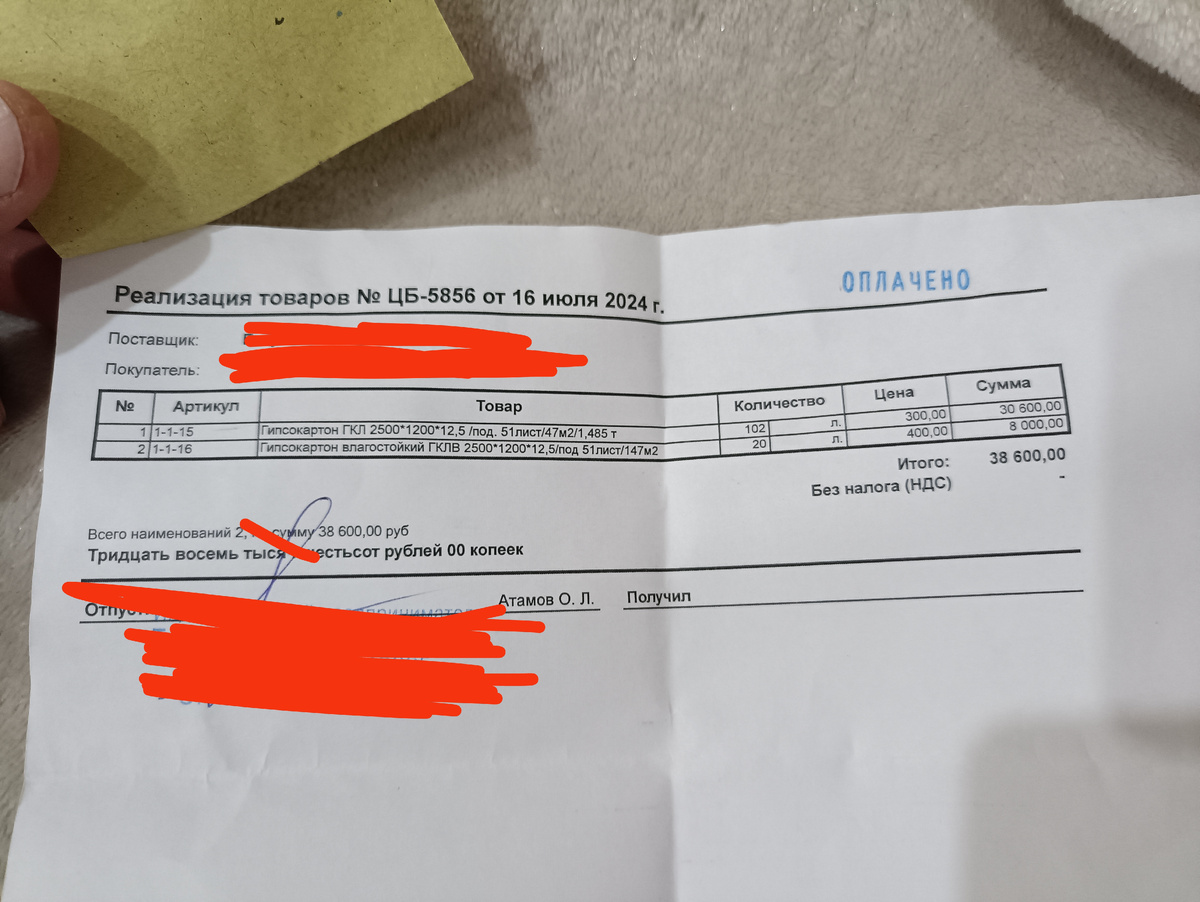 Реализация товаров № ЦБ-5856 от 16 июля 2024 г.
ОПЛАЧЕНО
Поставщик:
Покупатель:
№ Артикул Товар Количество Цена Сумма
1 1-1-15 Гипсокартон ГКЛ 2500*1200*12,5 /под. 51лист/47м2/1,485 т 102 л. 300,00 30 600,00
2 1-1-16 Гипсокартон влагостойкий ГКЛВ 2500*1200*12,5/под 51лист/147м2 20 л. 400,00 8 000,00
Итого: 38 600,00
Без налога (НДС) -
Всего наименований 2, сумму 38 600,00 руб
Тридцать восемь рублей 00 копеек
Атамов О. Л. Получил